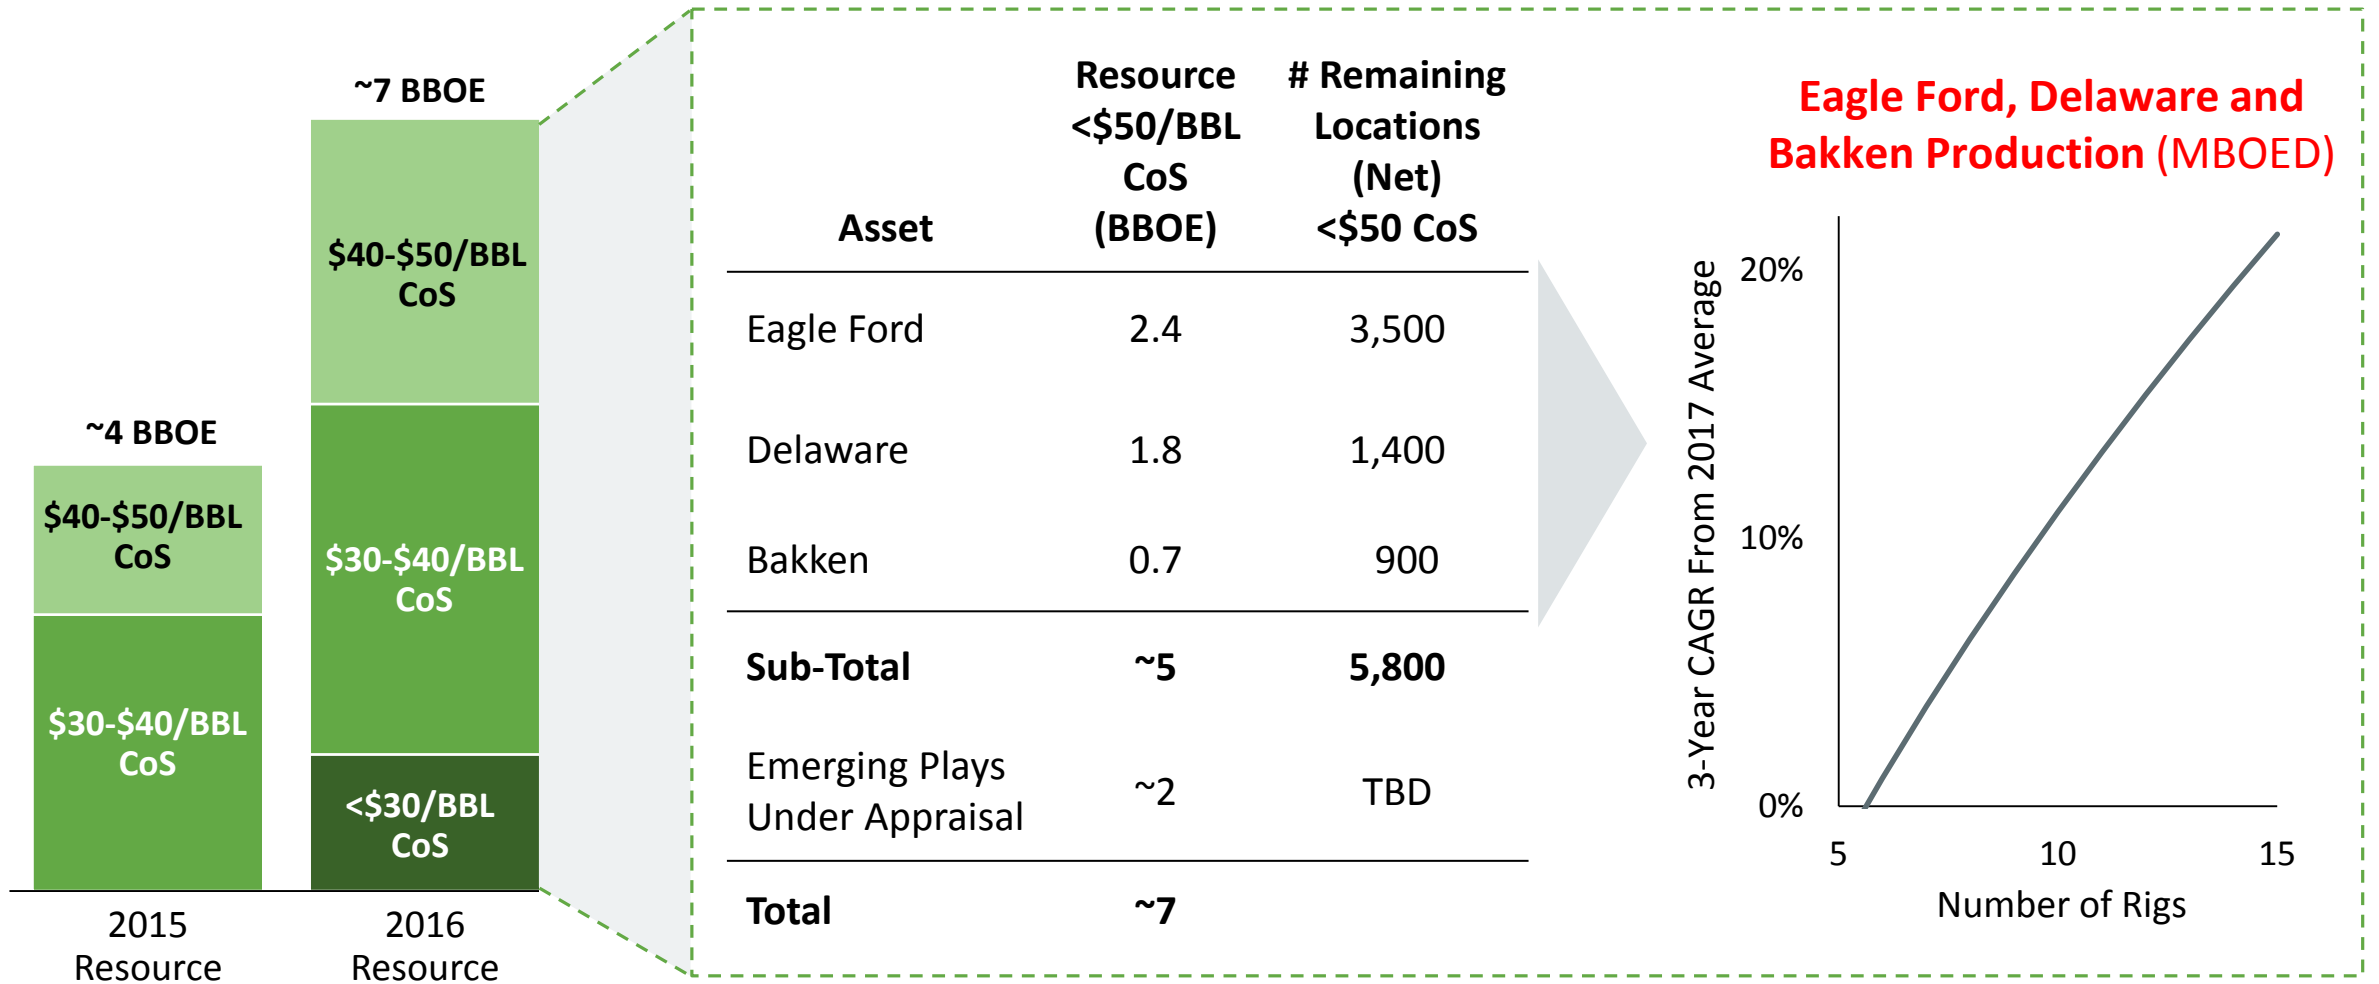 ~4 BBOE
$40-$50/BBL
CoS
$30-$40/BBL
CoS
2015
Resource
~7 BBOE
$40-$50/BBL
CoS
$30-$40/BBL
CoS
<$30/BBL
CoS
2016
Resource
Asset
Resource
<$50/BBL
CoS
(BBOE)
# Remaining
Locations
(Net)
<$50 CoS
Eagle Ford 2.4 3,500
Delaware 1.8 1,400
Bakken 0.7 900
Sub-Total ~5 5,800
Emerging Plays
Under Appraisal ~2 TBD
Total ~7
Eagle Ford, Delaware and
Bakken Production (MBOED)
3-Year CAGR From 2017 Average
20%
10%
0%
5 10 15
Number of Rigs